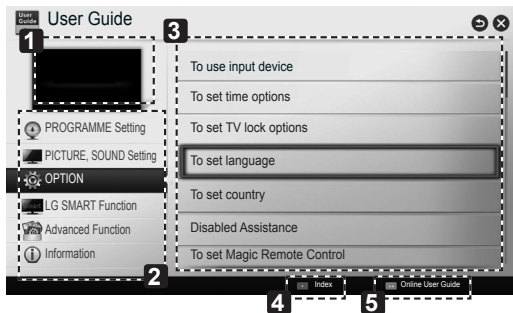 User Guide
User Guide
1
3
To use input device
To set time options
To set TV lock options
To set language
To set country
Disabled Assistance
To set Magic Remote Control
PROGRAMME Setting
PICTURE, SOUND Setting
OPTION
LG SMART Function
Advanced Function
Information
2
Index
Online User Guide
4
5